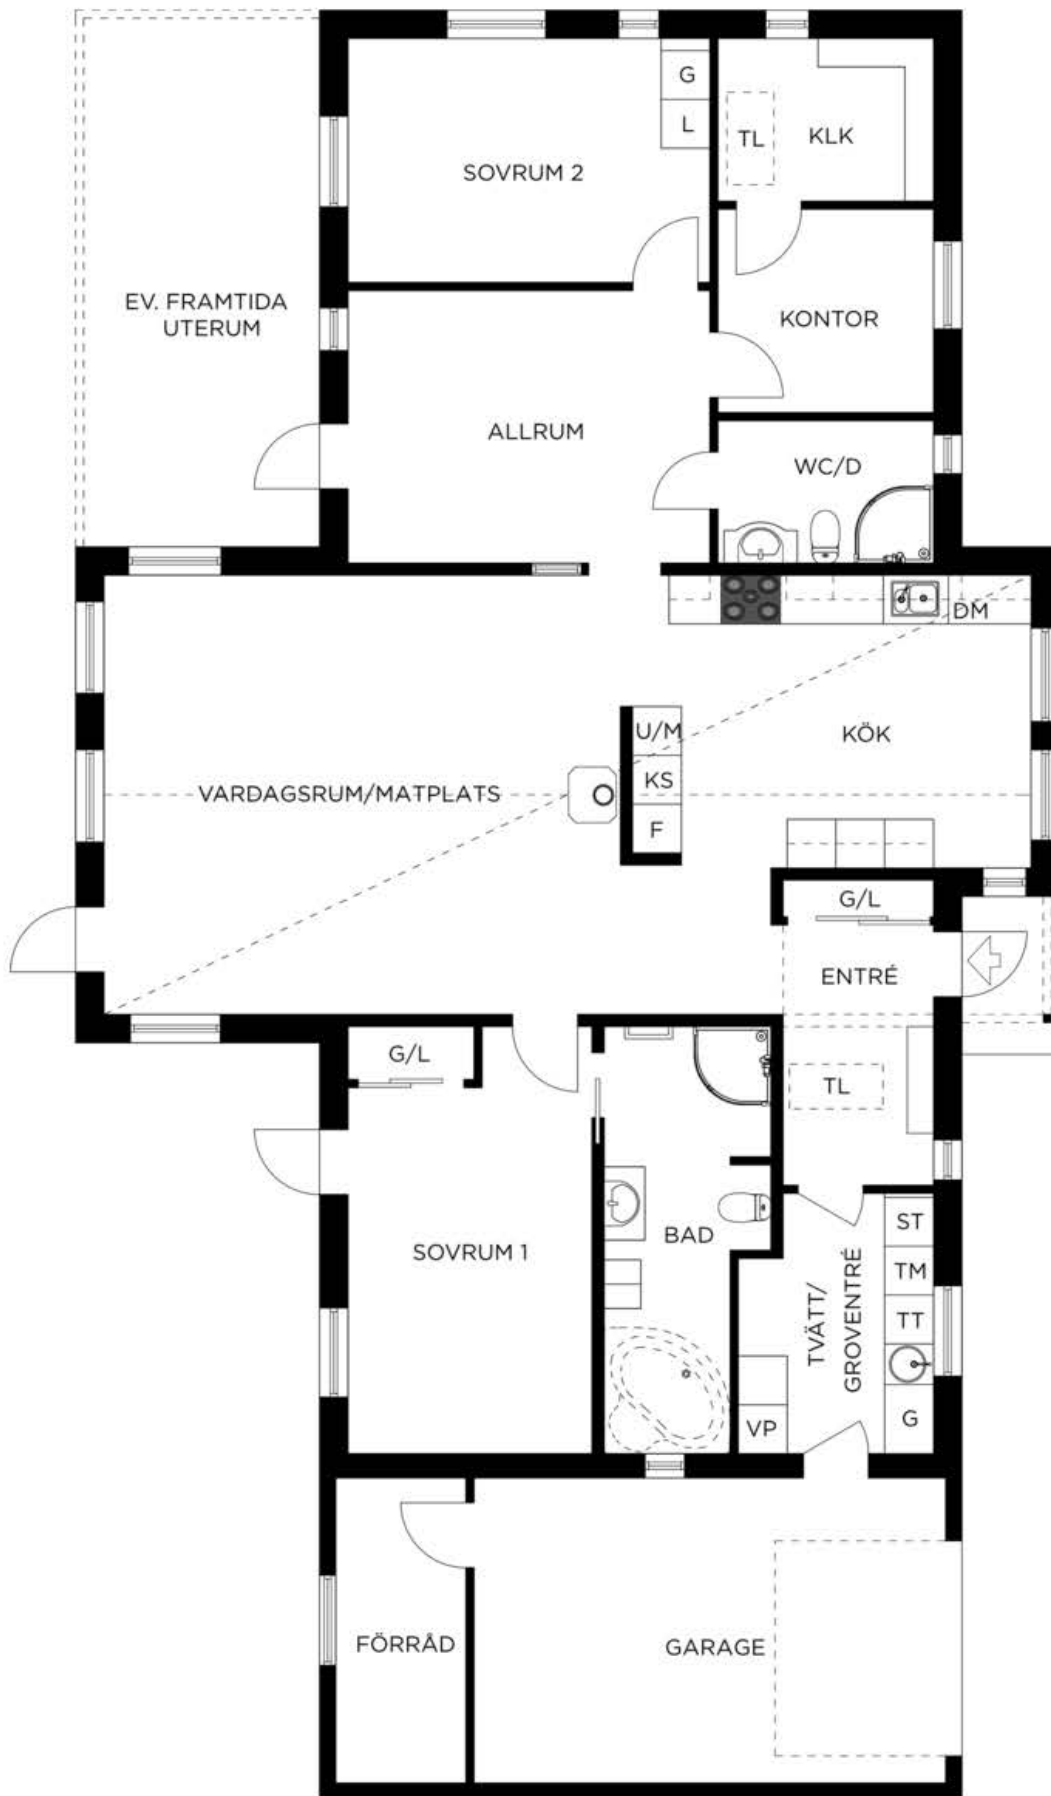 G
L
SOVRUM 2
TL
KLK
EV. FRAMTIDA
UTERUM
KONTOR
ALLRUM
WC/D
DM
U/M
KÖK
KS
VARDAGSRUM/MATPLATS
F
G/L
ENTRÉ
G/L
TL
SOVRUM 1
BAD
TVÄTT/
GROVENTRÉ
ST
TM
TT
G
VP
FÖRRÅD
GARAGE